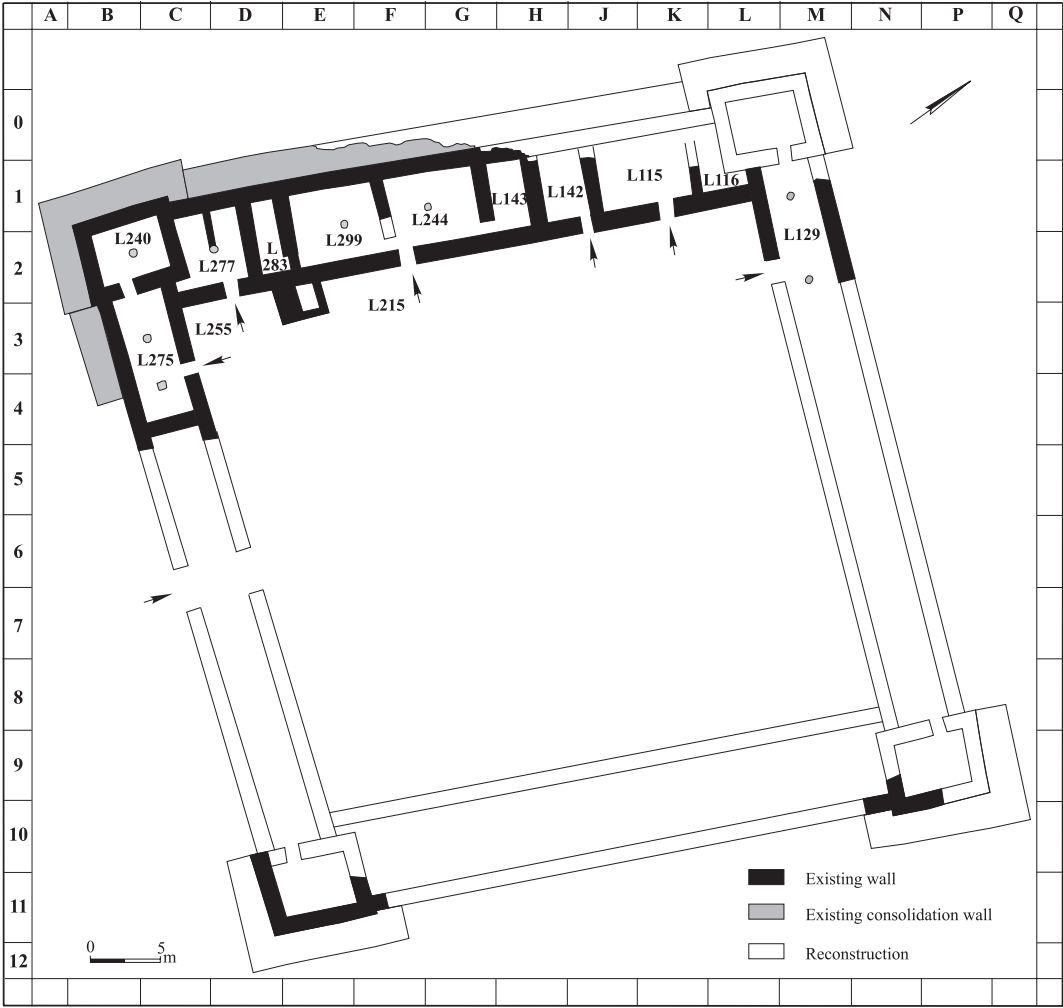 A B C D E F G H J K L M N P Q
0
1
2
3
4
5
6
7
8
9
10
11
12
L240
L277
L
283
L299
L244
L143
L142
L115
L116
L129
L215
L255
L275
Existing wall
Existing consolidation wall
Reconstruction
0 5
m